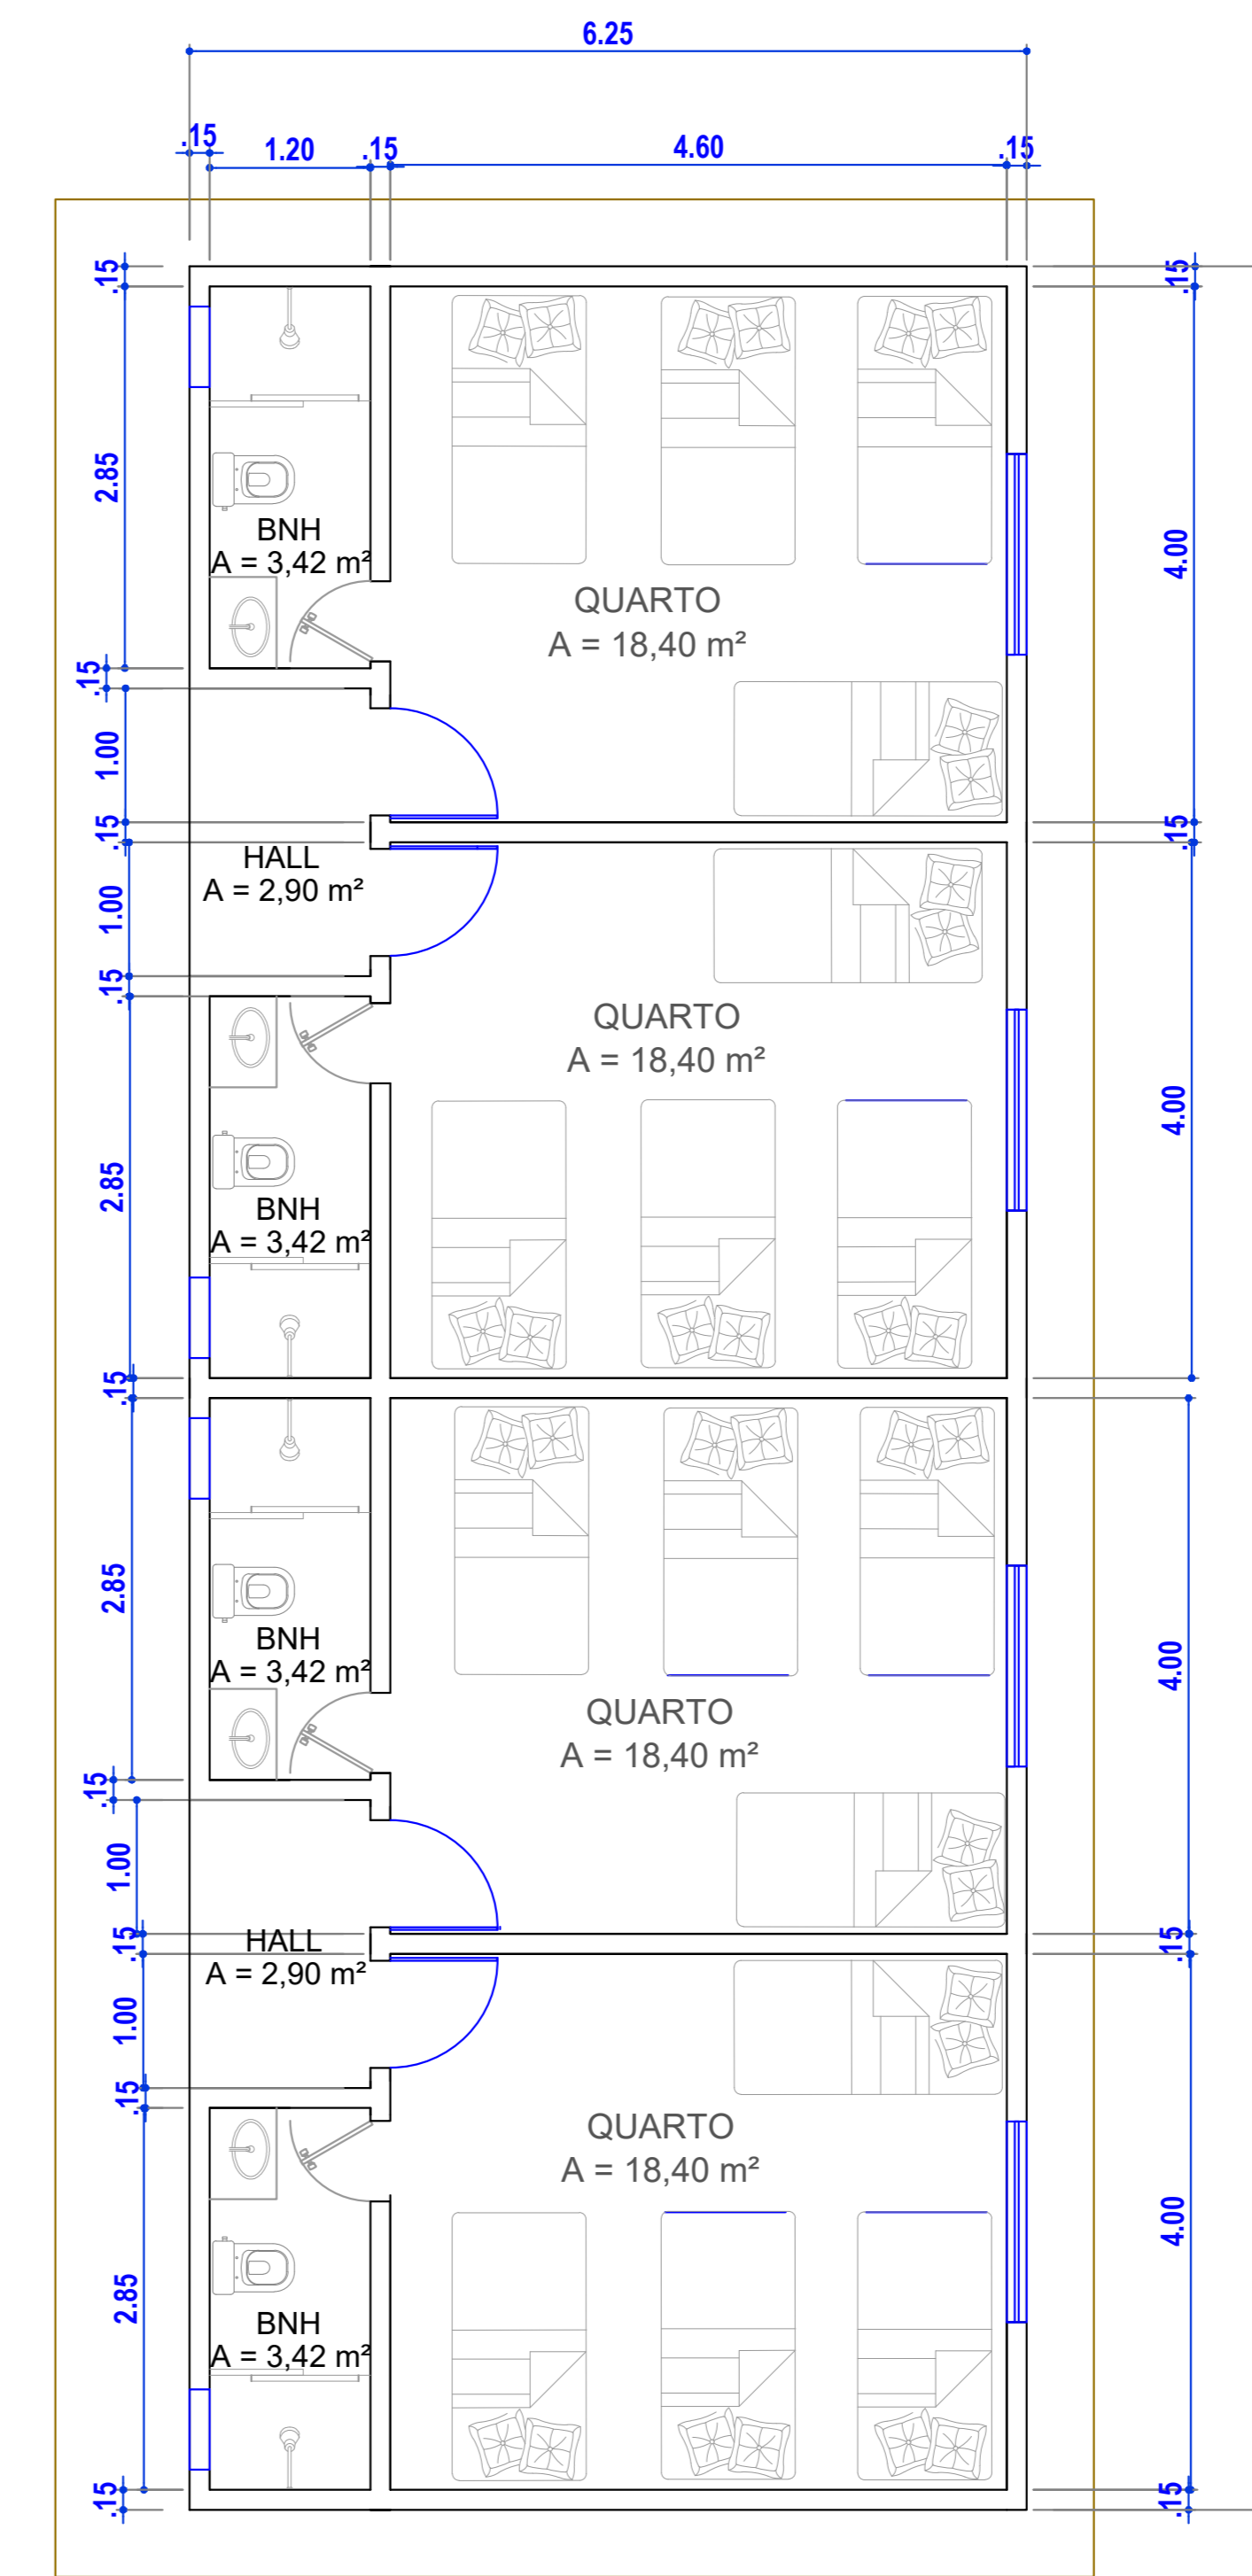 6.25
.15
1.20
.15
4.60
.15
.15
.15
2.85
BNH
A = 3,42 m²
4.00
QUARTO
A = 18,40 m²
.15
1.00
.15
.15
HALL
A = 2,90 m²
1.00
.15
QUARTO
A = 18,40 m²
4.00
2.85
BNH
A = 3,42 m²
.15
2.85
BNH
A = 3,42 m²
4.00
QUARTO
A = 18,40 m²
.15
1.00
.15
HALL
A = 2,90 m²
.15
1.00
.15
QUARTO
A = 18,40 m²
4.00
2.85
BNH
A = 3,42 m²
.15
.15